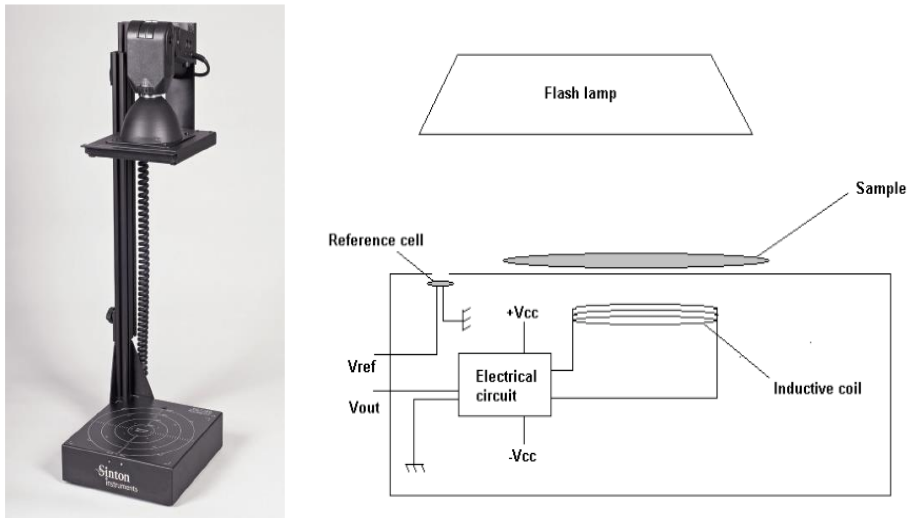 Sinton
Instruments
Flash lamp
Sample
Reference cell
+Vcc
Vref
Electrical
circuit
Inductive coil
Vout
-Vcc